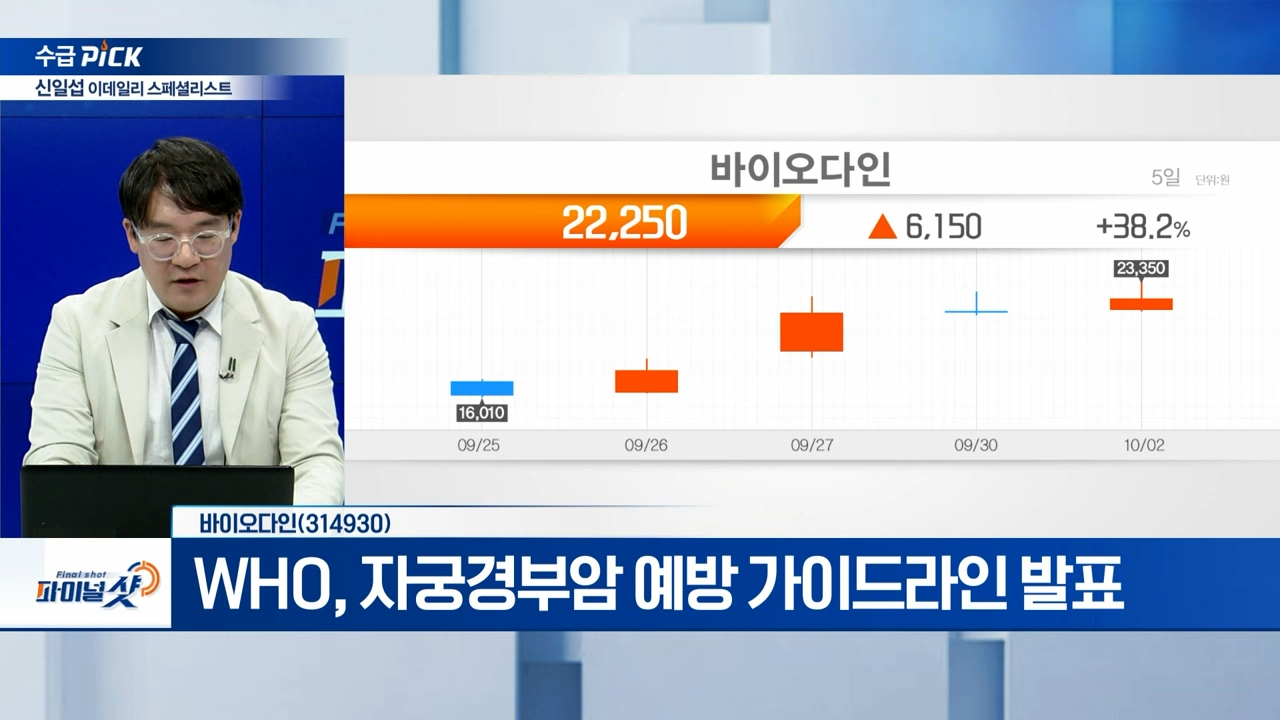 수급 PiCK
신일섭 이데일리 스페셜리스트
바이오다인
5일 단위:원
22,250 ▲ 6,150 +38.2%
23,350
16,010
09/25 09/26 09/27 09/30 10/02
바이오다인(314930)
Final shot
파이널샷
WHO, 자궁경부암 예방 가이드라인 발표